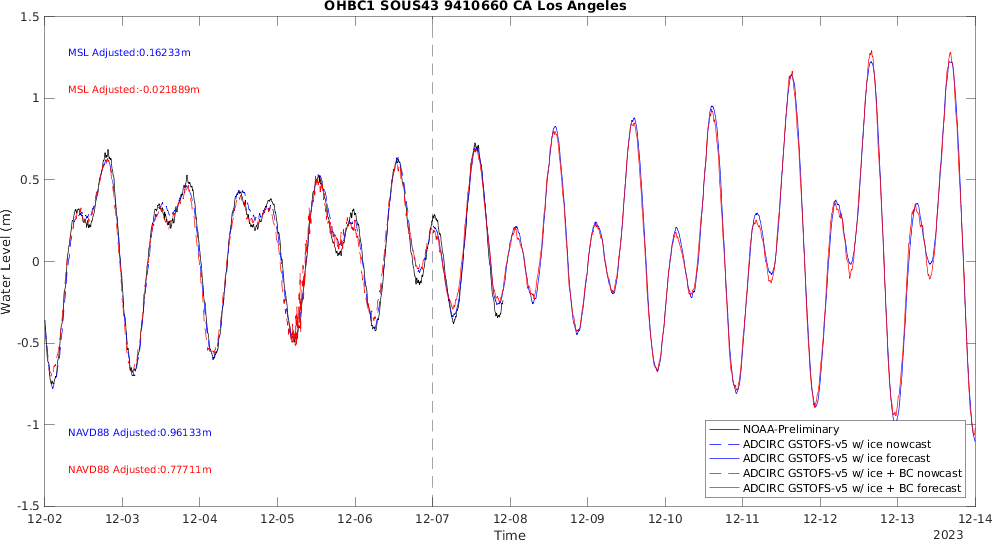 OHBC1 SOUS43 9410660 CA Los Angeles
1.5
1
0.5
0
-0.5
-1
-1.5
Water Level (m)
MSL Adjusted:0.16233m
MSL Adjusted:-0.021889m
NAVD88 Adjusted:0.96133m
NAVD88 Adjusted:0.77711m
NOAA-Preliminary
ADCIRC GSTOFS-v5 w/ ice nowcast
ADCIRC GSTOFS-v5 w/ ice forecast
ADCIRC GSTOFS-v5 w/ ice + BC nowcast
ADCIRC GSTOFS-v5 w/ ice + BC forecast
12-02 12-03 12-04 12-05 12-06 12-07 12-08 12-09 12-10 12-11 12-12 12-13 12-14
Time
2023